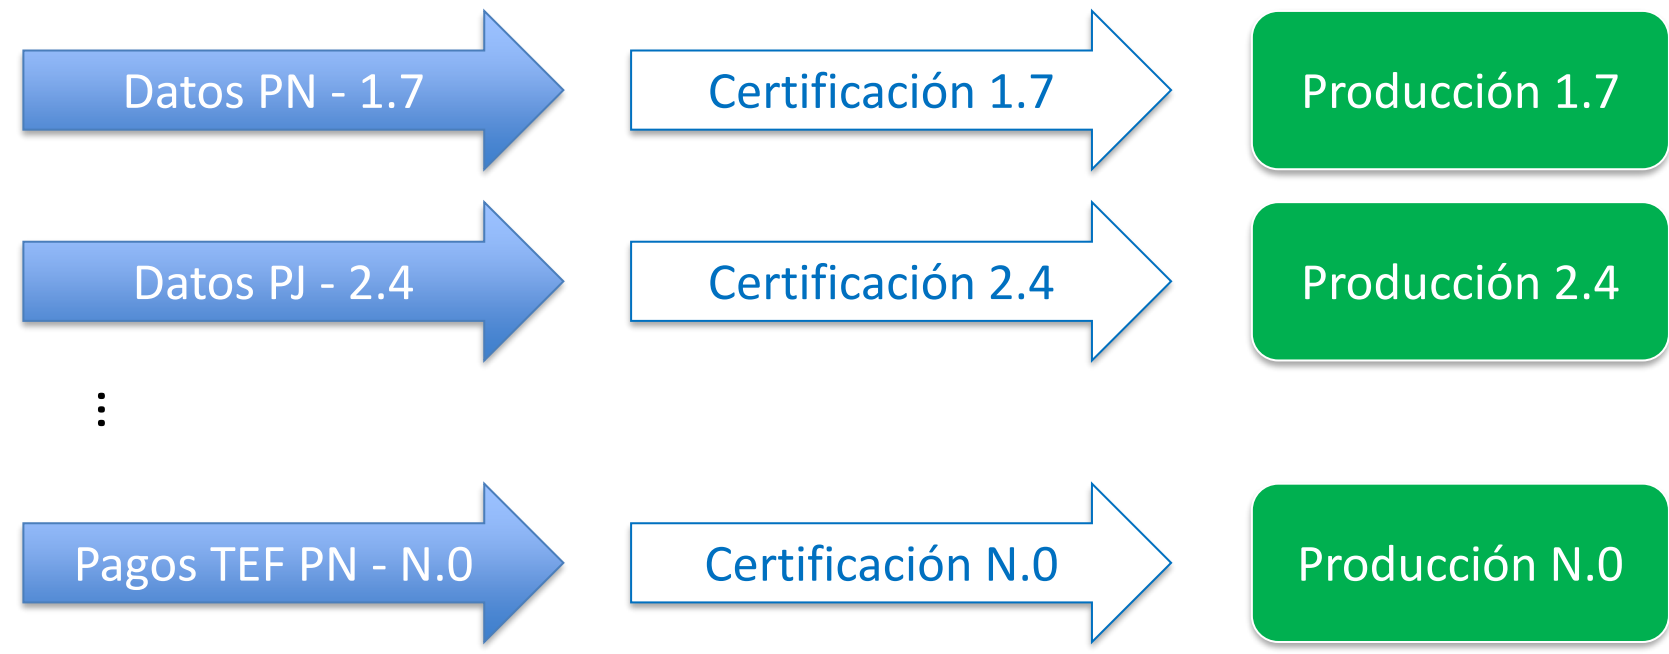 Datos PN - 1.7
Certificación 1.7
Producción 1.7
Datos PJ - 2.4
Certificación 2.4
Producción 2.4
⋮
Pagos TEF PN - N.0
Certificación N.0
Producción N.0